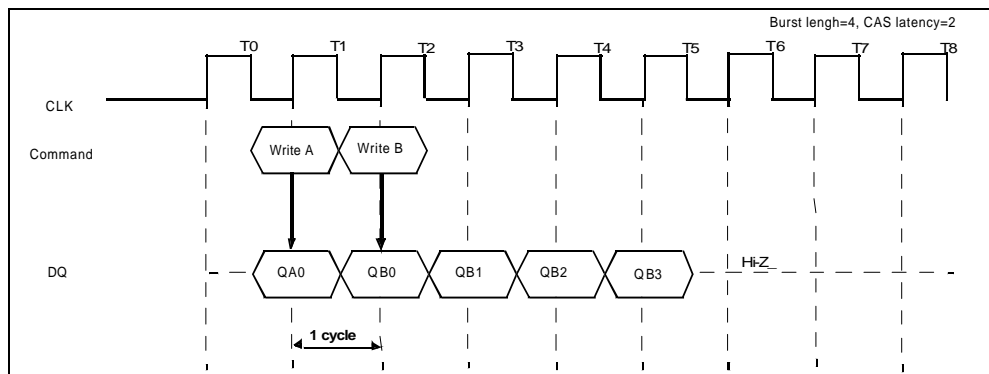 Burst lengh=4, CAS latency=2
T0 T1 T2 T3 T4 T5 T6 T7 T8
CLK
Command
Write A Write B
DQ
QA0 QB0 QB1 QB2 QB3
Hi-Z
1 cycle